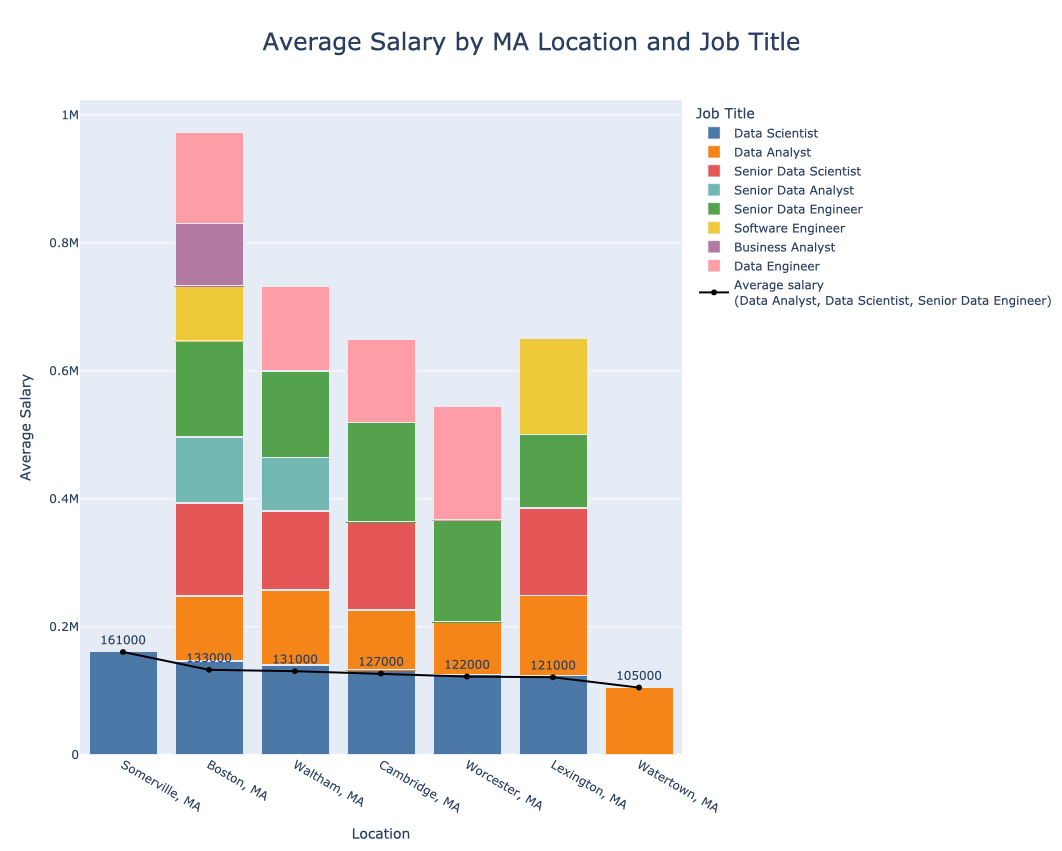 Average Salary by MA Location and Job Title
Job Title
Data Scientist
Data Analyst
Senior Data Scientist
Senior Data Analyst
Senior Data Engineer
Software Engineer
Business Analyst
Data Engineer
Average salary
(Data Analyst, Data Scientist, Senior Data Engineer)
Average Salary
1M
0.8M
0.6M
0.4M
0.2M
0
161000
133000
131000
127000
122000
121000
105000
Somerville, MA
Boston, MA
Waltham, MA
Cambridge, MA
Worcester, MA
Lexington, MA
Watertown, MA
Location